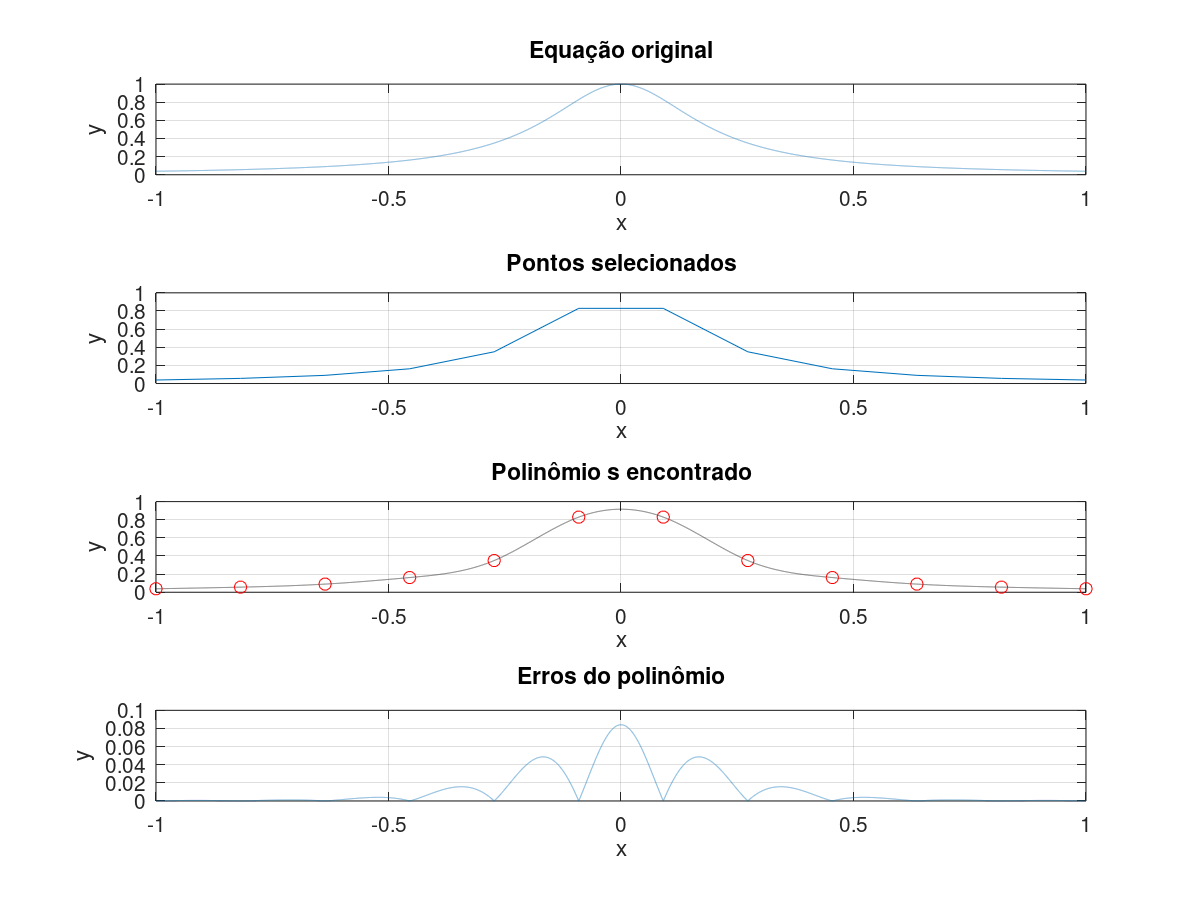 Equação original
1
0.8
0.6
0.4
0.2
0
y
-1 -0.5 0 0.5 1
x
Pontos selecionados
1
0.8
0.6
0.4
0.2
0
y
-1 -0.5 0 0.5 1
x
Polinômio s encontrado
1
0.8
0.6
0.4
0.2
0
y
-1 -0.5 0 0.5 1
x
Erros do polinômio
0.1
0.08
0.06
0.04
0.02
0
y
-1 -0.5 0 0.5 1
x